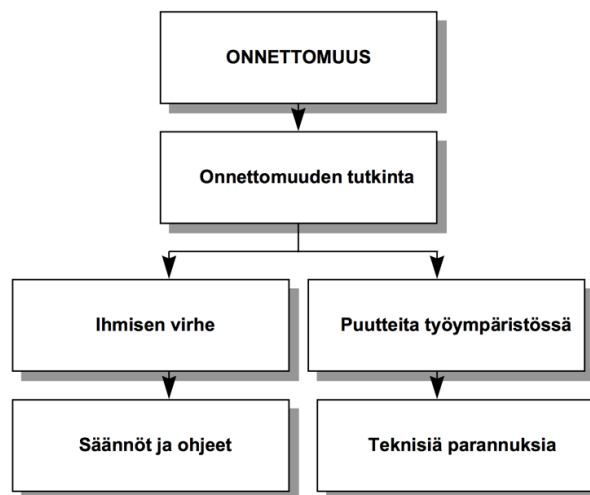 ONNETTOMUUS
Onnettomuuden tutkinta
Ihmisen virhe
Puutteita työympäristössä
Säännöt ja ohjeet
Teknisiä parannuksia